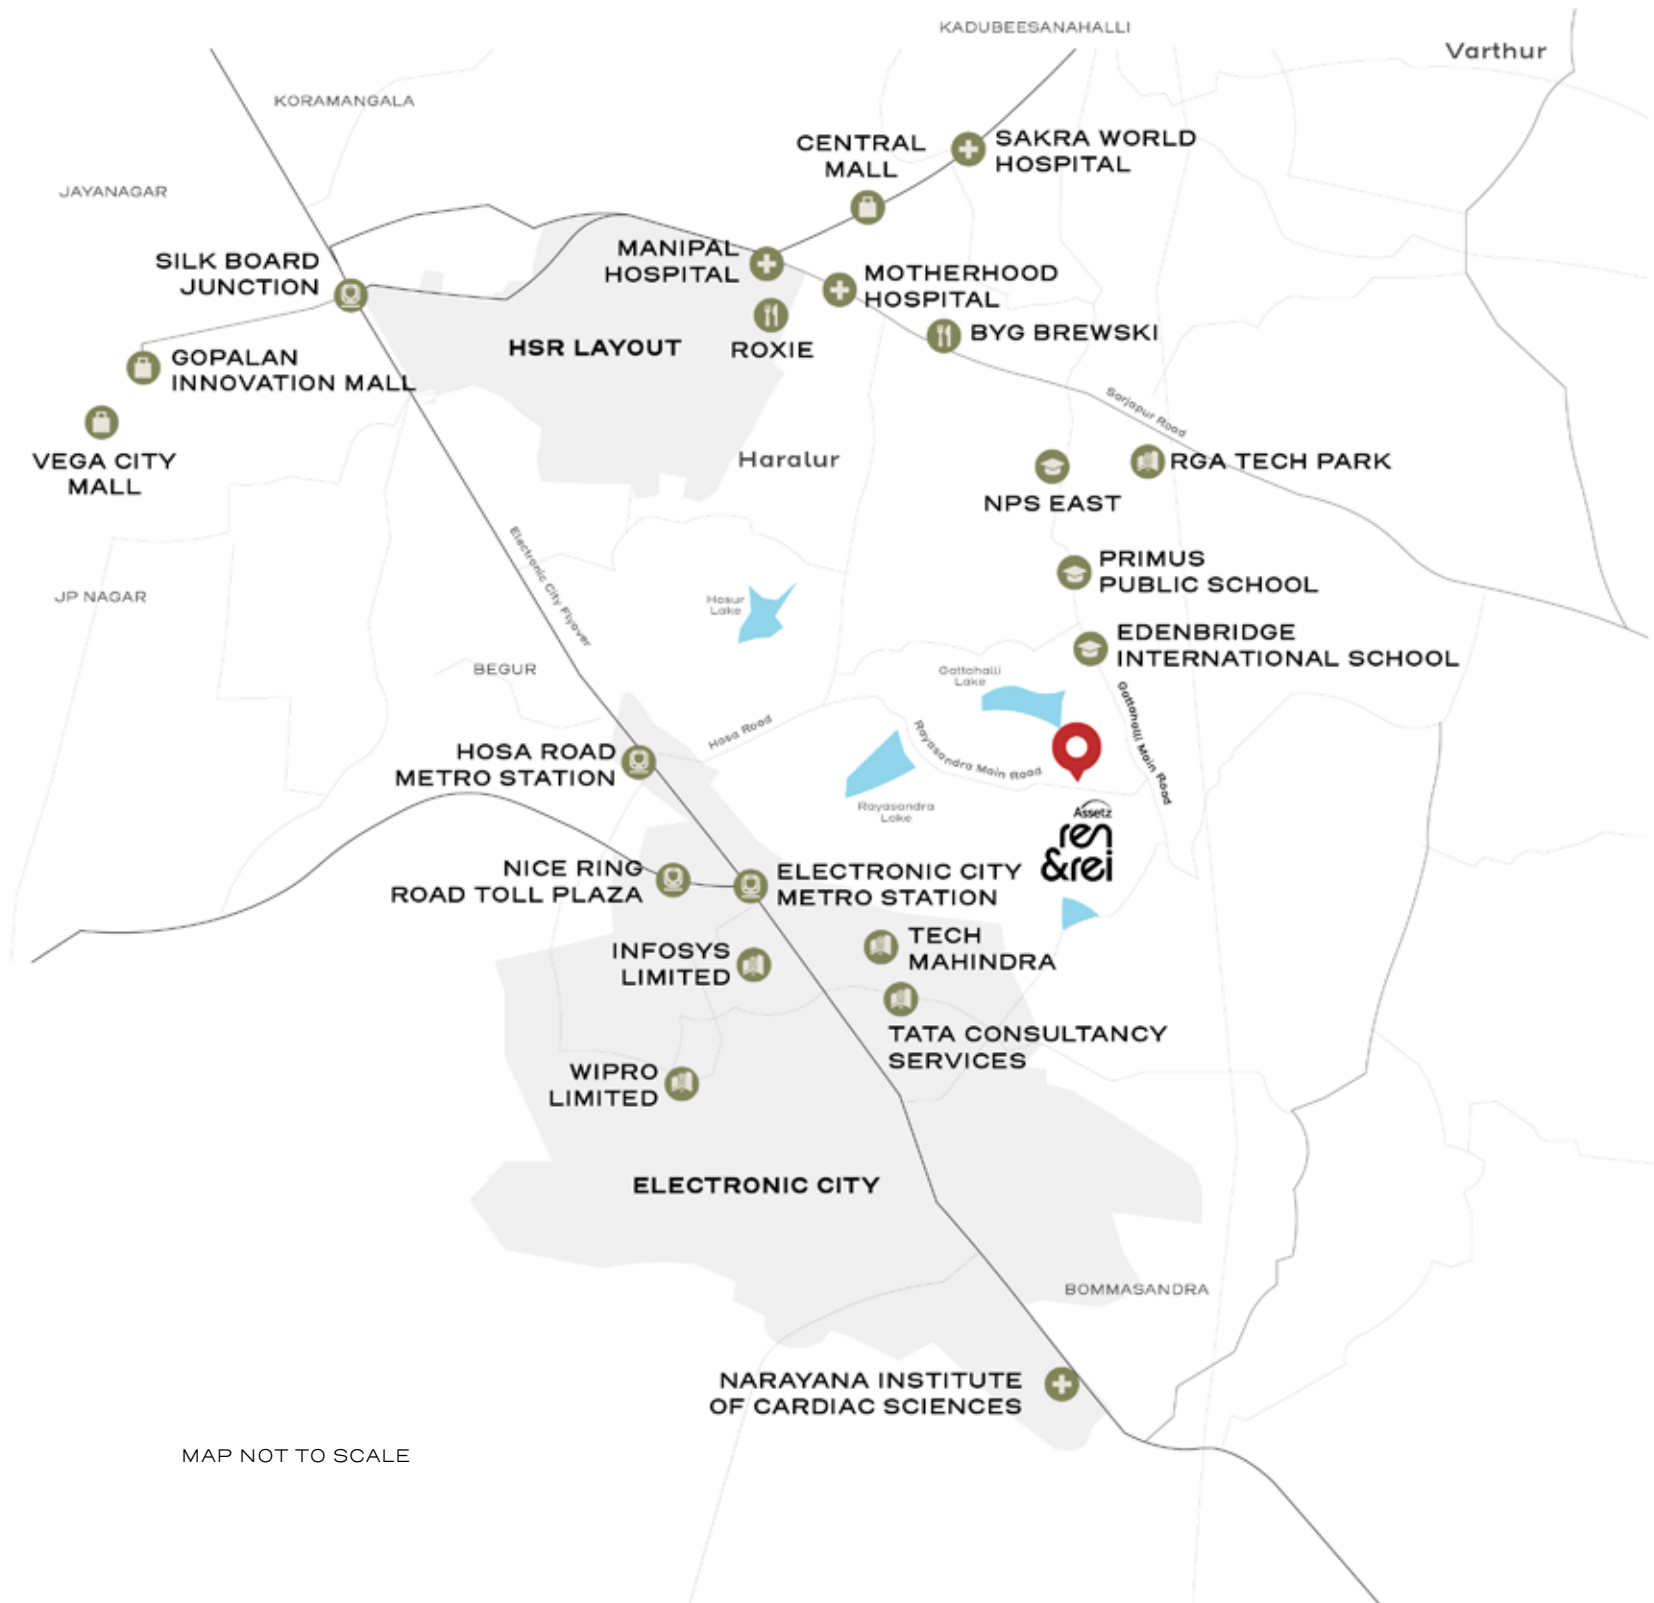 KADUBEESANAHALLI
Varthur
KORAMANGALA
CENTRAL
MALL
SAKRA WORLD
HOSPITAL
JAYANAGAR
SILK BOARD
JUNCTION
MANIPAL
HOSPITAL
MOTHERHOOD
HOSPITAL
BYG BREWSKI
HSR LAYOUT
ROXIE
GOPALAN
INNOVATION MALL
Sarjapur Road
VEGA CITY
MALL
Haralur
RGA TECH PARK
NPS EAST
Electronic City Flyover
PRIMUS
PUBLIC SCHOOL
JP NAGAR
Hosur
Lake
EDENBRIDGE
INTERNATIONAL SCHOOL
BEGUR
Gattahalli
Lake
Gattahalli Main Road
Hosa Road
Rayasandra Main Road
HOSA ROAD
METRO STATION
Rayasandra
Lake
Assetz
ren
&rei
NICE RING
ROAD TOLL PLAZA
ELECTRONIC CITY
METRO STATION
INFOSYS
LIMITED
TECH
MAHINDRA
TATA CONSULTANCY
SERVICES
WIPRO
LIMITED
ELECTRONIC CITY
BOMMASANDRA
NARAYANA INSTITUTE
OF CARDIAC SCIENCES
MAP NOT TO SCALE